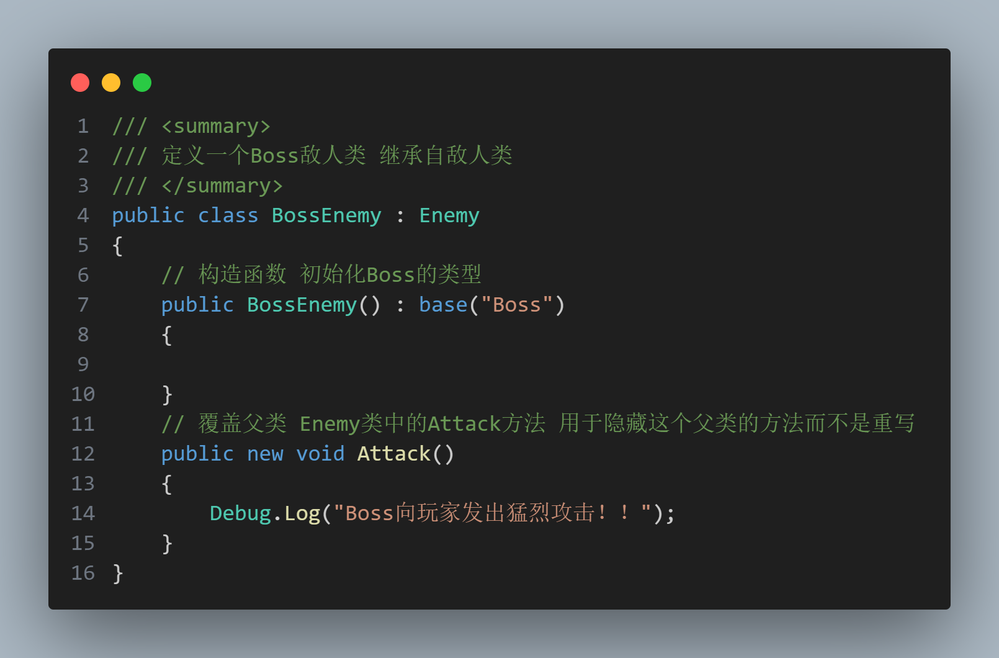 1 /// <summary>
2 /// 定义一个Boss敌人类 继承自敌人类
3 /// </summary>
4 public class BossEnemy : Enemy
5 {
6     // 构造函数 初始化Boss的类型
7     public BossEnemy() : base("Boss")
8     {
9
10     }
11     // 覆盖父类 Enemy类中的Attack方法 用于隐藏这个父类的方法而不是重写
12     public new void Attack()
13     {
14         Debug.Log("Boss向玩家发出猛烈攻击！！");
15     }
16 }